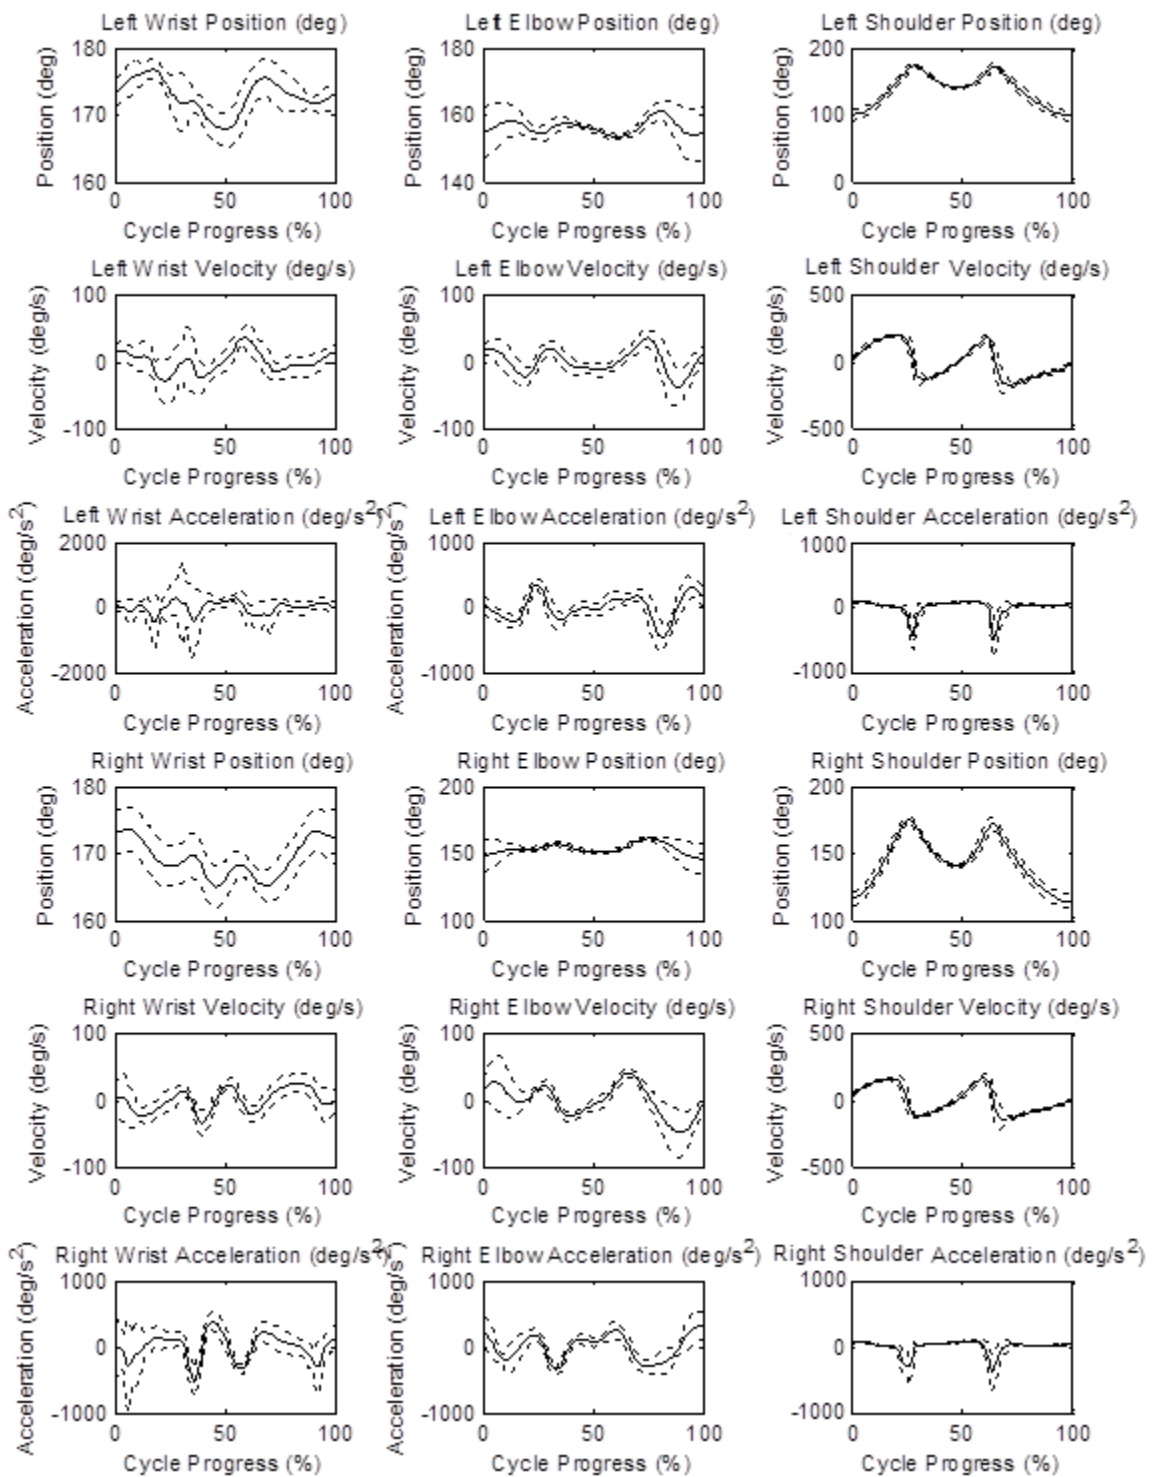 Left Wrist Position (deg) Left Elbow Position (deg) Left Shoulder Position (deg)
Position (deg) 180 170 160 Position (deg) 180 160 140 Position (deg) 200 100 0
0 50 100 0 50 100 0 50 100
Cycle Progress (%) Cycle Progress (%) Cycle Progress (%)
Left Wrist Velocity (deg/s) Left Elbow Velocity (deg/s) Left Shoulder Velocity (deg/s)
Velocity (deg/s) 100 0 -100 Velocity (deg/s) 100 0 -100 Velocity (deg/s) 500 0 -500
0 50 100 0 50 100 0 50 100
Cycle Progress (%) Cycle Progress (%) Cycle Progress (%)
Left Wrist Acceleration (deg/s²) Left Elbow Acceleration (deg/s²) Left Shoulder Acceleration (deg/s²)
Acceleration (deg/s²) 2000 0 -2000 Acceleration (deg/s²) 1000 0 -1000 1000 0 -1000
0 50 100 0 50 100 0 50 100
Cycle Progress (%) Cycle Progress (%) Cycle Progress (%)
Right Wrist Position (deg) Right Elbow Position (deg) Right Shoulder Position (deg)
Position (deg) 180 170 160 Position (deg) 200 150 100 Position (deg) 200 150 100
0 50 100 0 50 100 0 50 100
Cycle Progress (%) Cycle Progress (%) Cycle Progress (%)
Right Wrist Velocity (deg/s) Right Elbow Velocity (deg/s) Right Shoulder Velocity (deg/s)
Velocity (deg/s) 100 0 -100 Velocity (deg/s) 100 0 -100 Velocity (deg/s) 500 0 -500
0 50 100 0 50 100 0 50 100
Cycle Progress (%) Cycle Progress (%) Cycle Progress (%)
Right Wrist Acceleration (deg/s²) Right Elbow Acceleration (deg/s²) Right Shoulder Acceleration (deg/s²)
Acceleration (deg/s²) 1000 0 -1000 Acceleration (deg/s²) 1000 0 -1000 1000 0 -1000
0 50 100 0 50 100 0 50 100
Cycle Progress (%) Cycle Progress (%) Cycle Progress (%)